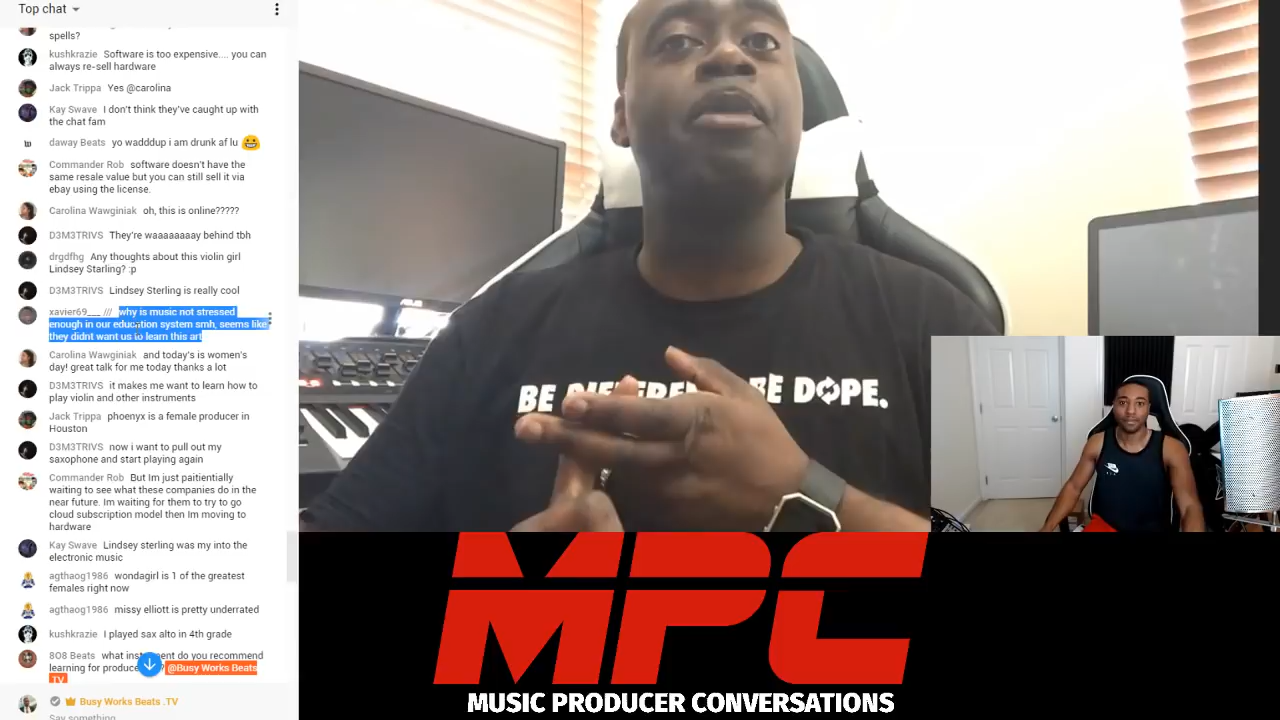 Top chat
spells?
kushkrazie Software is too expensive.... you can
always re-sell hardware
Jack Trippa Yes @carolina
Kay Swave I don't think they've caught up with
the chat fam
daway Beats yo wadddup i am drunk af lu
Commander Rob software doesn't have the
same resale value but you can still sell it via
ebay using the license.
Carolina Wawginiak oh, this is online?????
D3M3TRIVS They're waaaaaaaay behind tbh
drgdfhg Any thoughts about this violin girl
Lindsey Starling? :p
D3M3TRIVS Lindsey Sterling is really cool
xavier69___ /// why is music not stressed
enough in our education system smh, seems like
they didnt want us to learn this art
Carolina Wawginiak and today's is women's
day! great talk for me today thanks a lot
D3M3TRIVS it makes me want to learn how to
play violin and other instruments
Jack Trippa phoenyx is a female producer in
Houston
D3M3TRIVS now i want to pull out my
saxophone and start playing again
Commander Rob But Im just paitientially
waiting to see what these companies do in the
near future. Im waiting for them to try to go
cloud subscription model then Im moving to
hardware
Kay Swave Lindsey sterling was my into the
electronic music
agthaog1986 wondagirl is 1 of the greatest
females right now
agthaog1986 missy elliott is pretty underrated
kushkrazie I played sax alto in 4th grade
8O8 Beats what do you recommend
learning for @Busy Works Beats
TV
Busy Works Beats .TV
Say something
BE DOPE.
MPC
MUSIC PRODUCER CONVERSATIONS